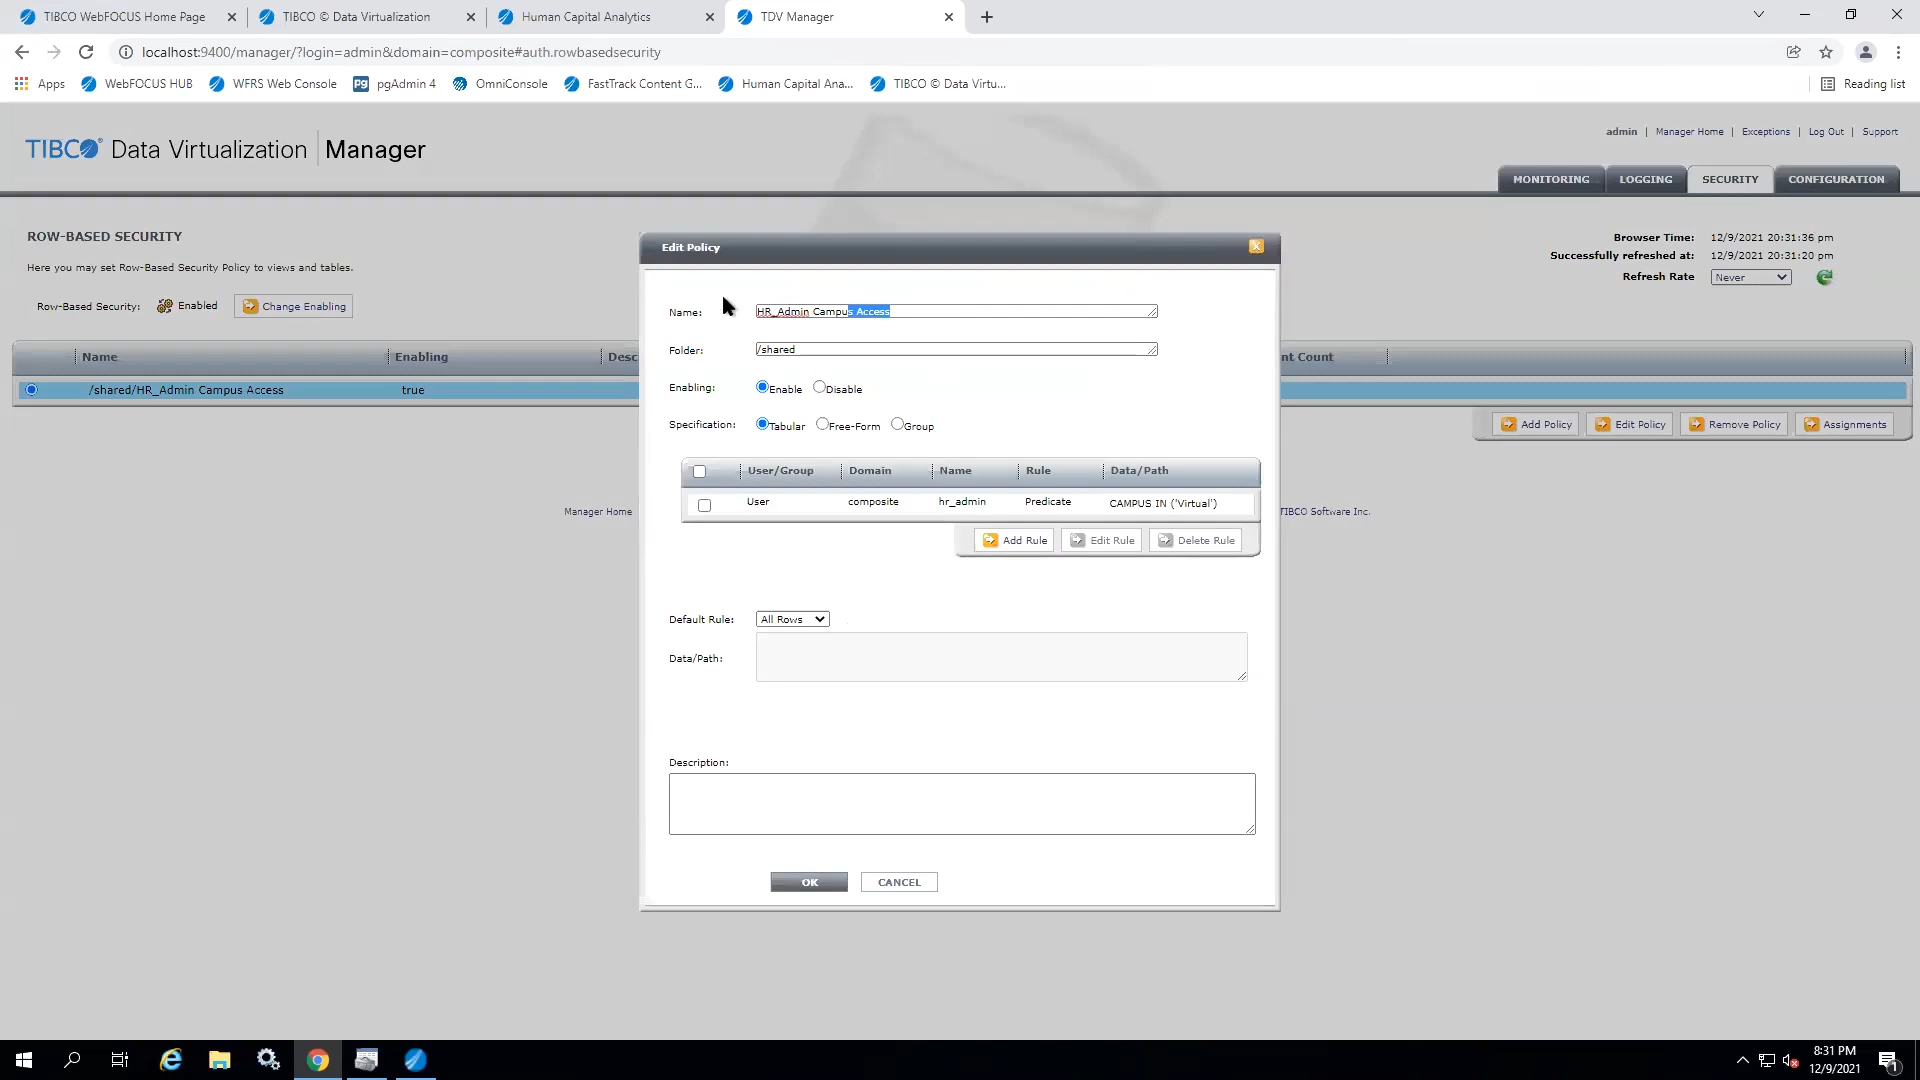 TIBCO WebFOCUS Home Page
TIBCO © Data Virtualization
Human Capital Analytics
TDV Manager
localhost:9400/manager/?login=admin&domain=composite#auth.rowbasedsecurity
Apps
WebFOCUS HUB
WFRS Web Console
Pg pgAdmin 4
OmniConsole
FastTrack Content G...
Human Capital Ana...
TIBCO © Data Virtu...
Reading list
TIBCO® Data Virtualization | Manager
admin | Manager Home | Exceptions | Log Out | Support
MONITORING
LOGGING
SECURITY
CONFIGURATION
ROW-BASED SECURITY
Here you may set Row-Based Security Policy to views and tables.
Row-Based Security: Enabled
Change Enabling
Browser Time: 12/9/2021 20:31:36 pm
Successfully refreshed at: 12/9/2021 20:31:20 pm
Refresh Rate Never
Name Enabling Desc nt Count
/shared/HR_Admin Campus Access true
Add Policy
Edit Policy
Remove Policy
Assignments
Manager Home
TIBCO Software Inc.
Edit Policy
Name: HR_Admin Campus Access
Folder: /shared
Enabling: Enable Disable
Specification: Tabular Free-Form Group
User/Group Domain Name Rule Data/Path
User composite hr_admin Predicate CAMPUS IN ('Virtual')
Add Rule
Edit Rule
Delete Rule
Default Rule: All Rows
Data/Path:
Description:
OK
CANCEL
8:31 PM
12/9/2021
1